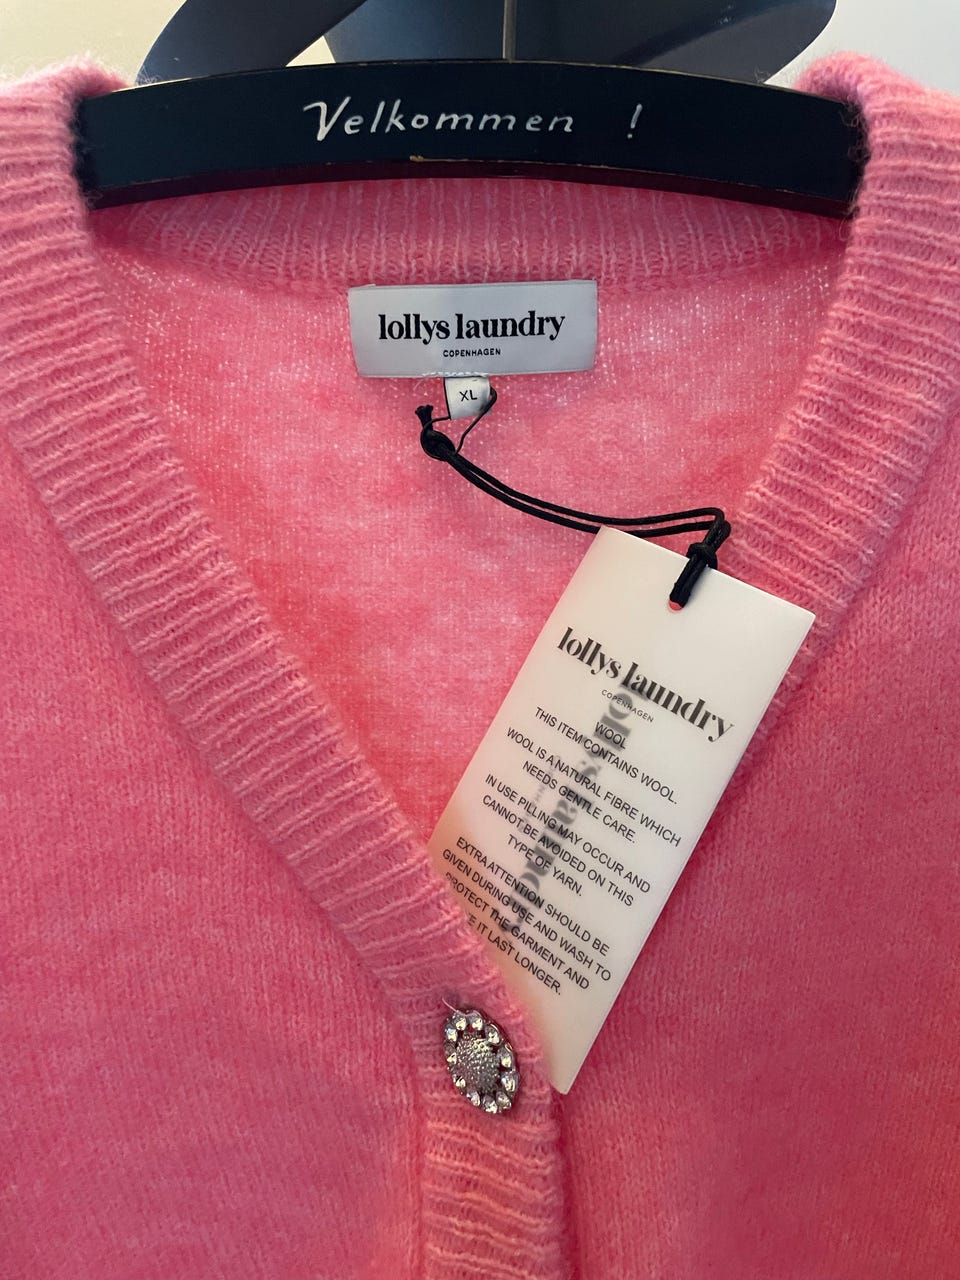 Velkommen !
lollys laundry
COPENHAGEN
XL
lollys laundry
COPENHAGEN
WOOL
THIS ITEM CONTAINS WOOL.
WOOL IS A NATURAL FIBRE WHICH
NEEDS GENTLE CARE.
IN USE PILLING MAY OCCUR AND
CANNOT BE AVOIDED ON THIS
TYPE OF YARN.
EXTRA ATTENTION SHOULD BE
GIVEN DURING USE AND WASH TO
PROTECT THE GARMENT AND
IT LAST LONGER.